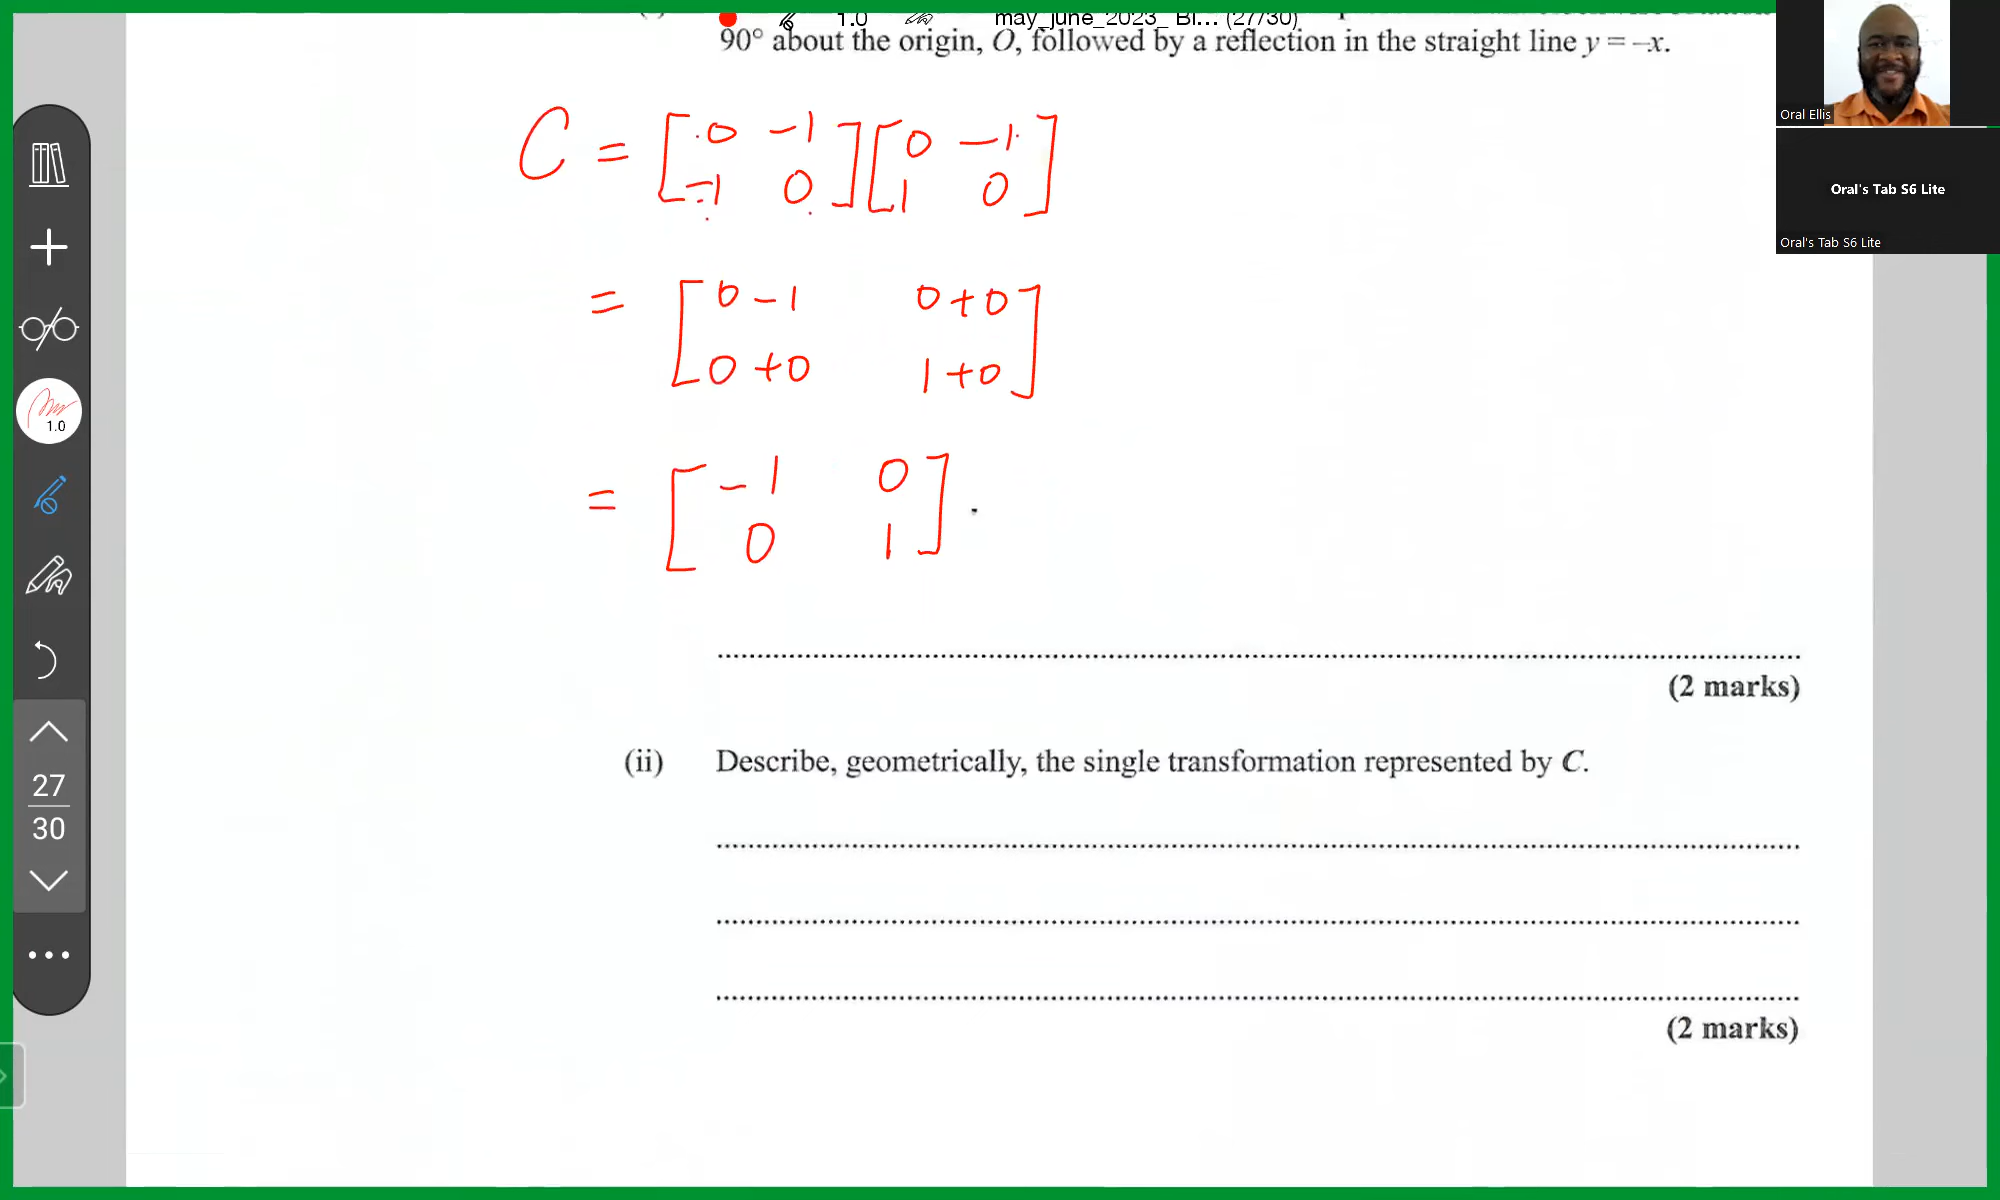 1.0 may_june_2023_ Bl... (27/30)
90° about the origin, O, followed by a reflection in the straight line y = –x.
Oral Ellis
Oral's Tab S6 Lite
Oral's Tab S6 Lite
C = [0 -1 -1 0] [0 -1 1 0]
= [0-1 0+0 0+0 1+0]
= [-1 0 0 1]
1.0
(2 marks)
(ii) Describe, geometrically, the single transformation represented by C.
27
30
(2 marks)